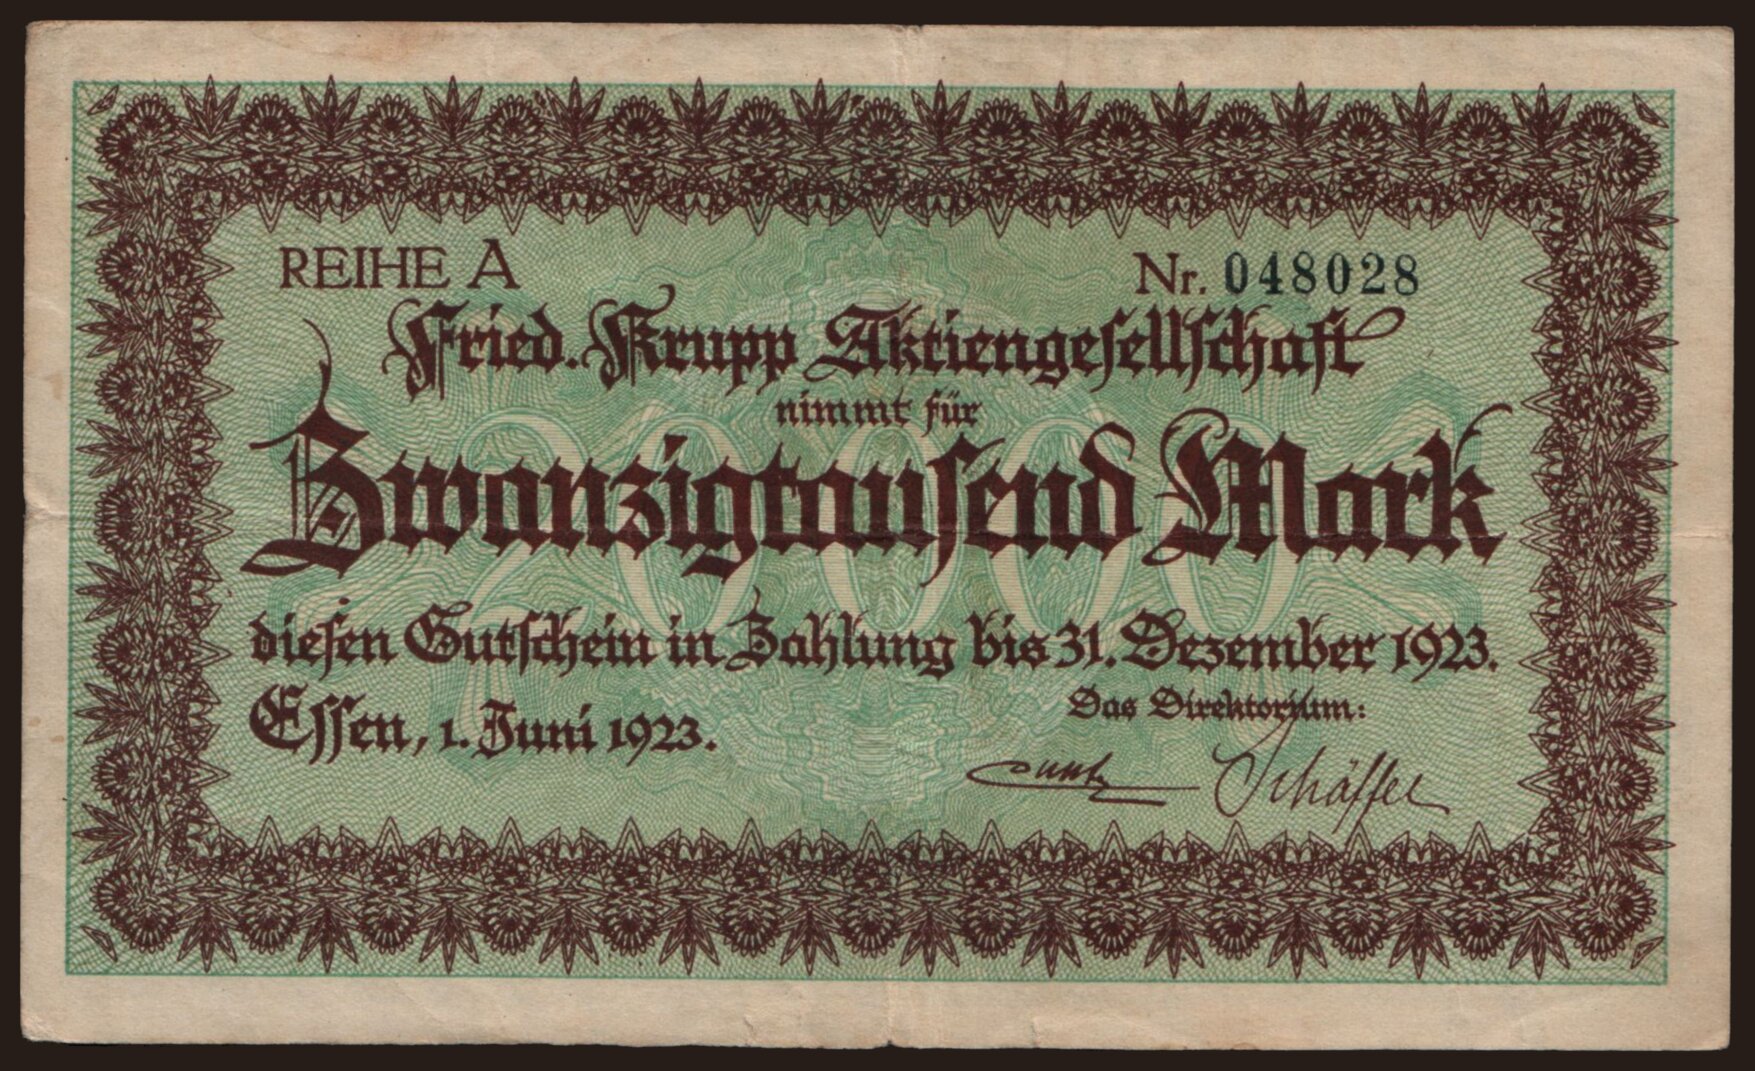 REIHE A Nr. 048028
Fried. Krupp Aktiengeſellſchaft
nimmt für
20000
Zwanzigtauſend Mark
dieſen Gutſchein in Zahlung bis 31. Dezember 1923.
Eſſen, 1. Juni 1923.
Das Direktorium:
Schäffer